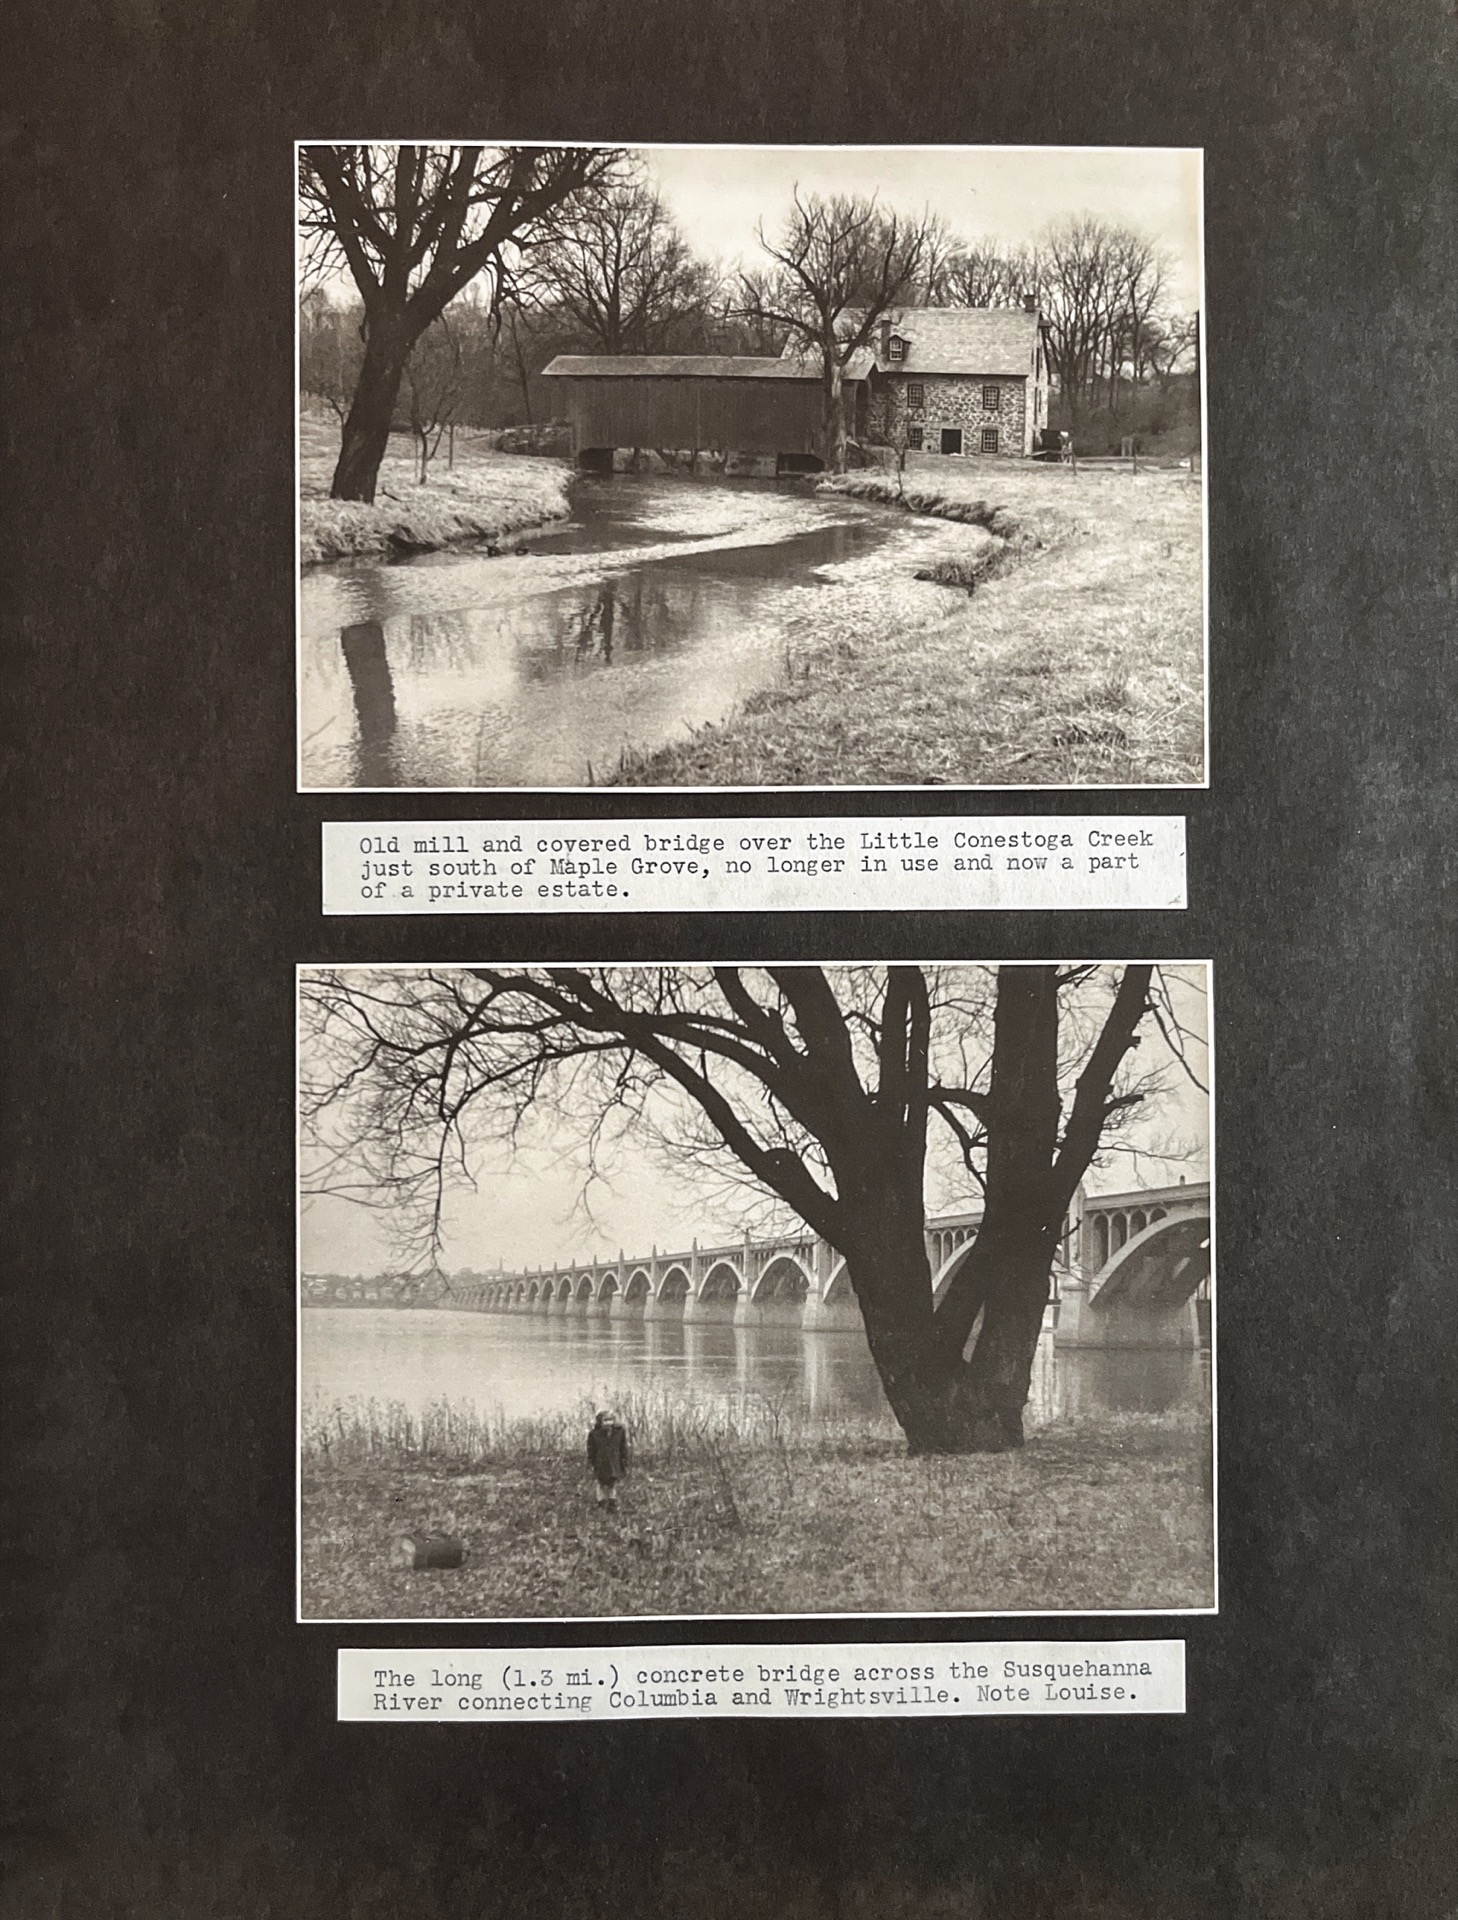 Old mill and covered bridge over the Little Conestoga Creek
just south of Maple Grove, no longer in use and now a part
of a private estate.
The long (1.3 mi.) concrete bridge across the Susquehanna
River connecting Columbia and Wrightsville. Note Louise.